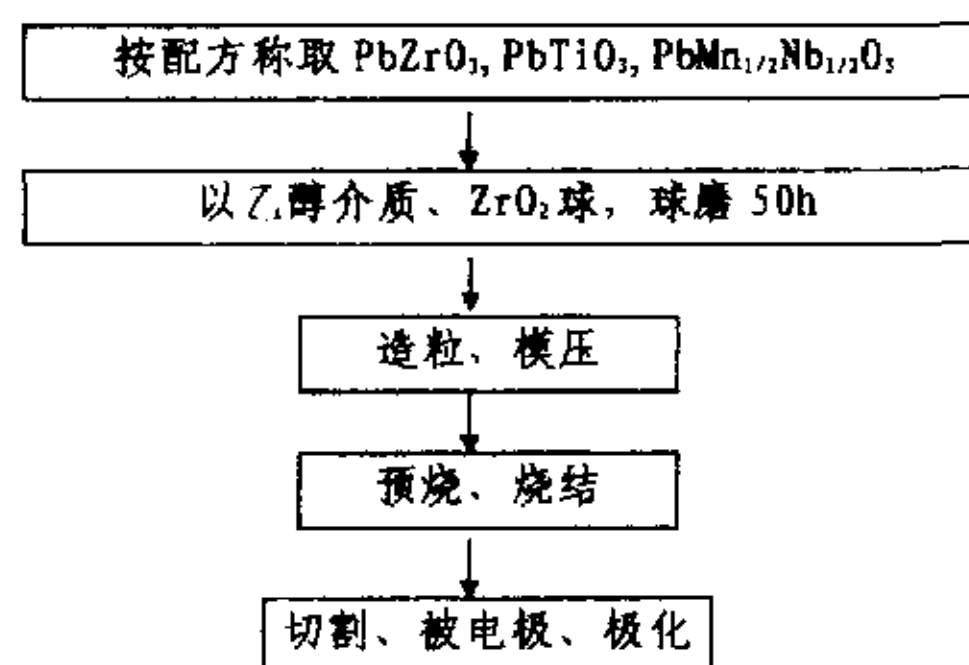 按配方称取 PbZrO₃, PbTiO₃, PbMn₁/₂Nb₁/₂O₃
以乙醇介质、ZrO₂球, 球磨 50h
造粒、模压
预烧、烧结
切割、被电极、极化